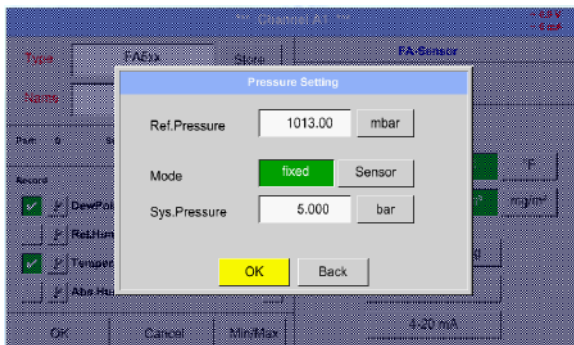 *** Channel A1 ***
Type
FA5xx
Store
FA-Sensor
Name
Pressure Setting
Ref.Pressure
1013.00
mbar
Mode
fixed
Sensor
Sys.Pressure
5.000
bar
OK
Back
Record
DewPoi
°F
mg/m³
Rel.Hum
Temper
Abs.Hu
OK
Cancel
Min/Max
4-20 mA